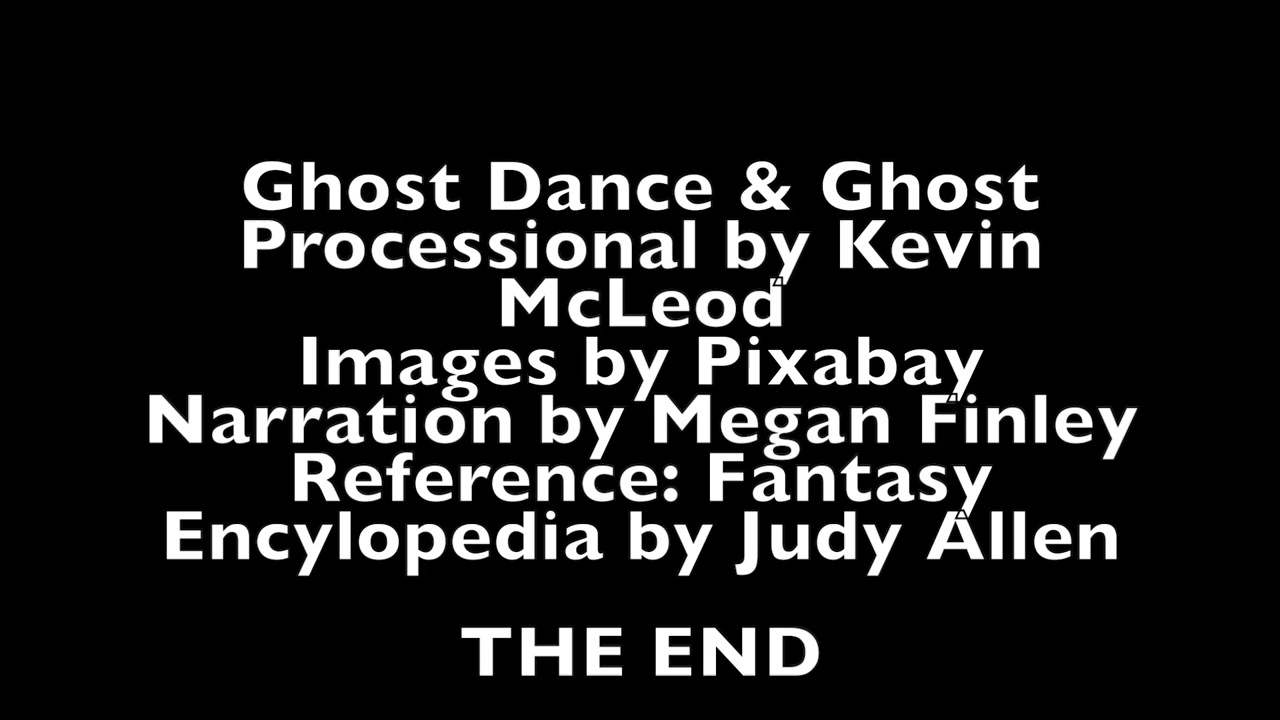 Ghost Dance & Ghost
Processional by Kevin
McLeod
Images by Pixabay
Narration by Megan Finley
Reference: Fantasy
Encylopedia by Judy Allen
THE END